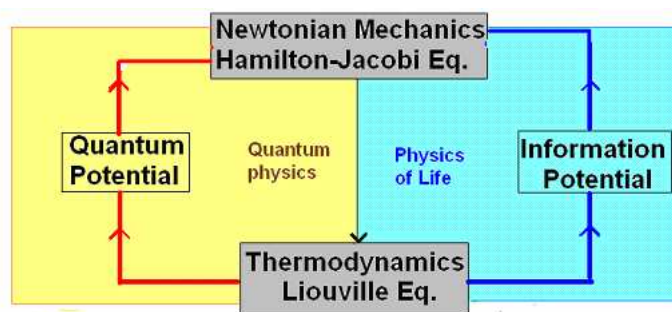 Newtonian Mechanics
Hamilton-Jacobi Eq.
Quantum
Potential
Quantum
physics
Physics
of Life
Information
Potential
Thermodynamics
Liouville Eq.